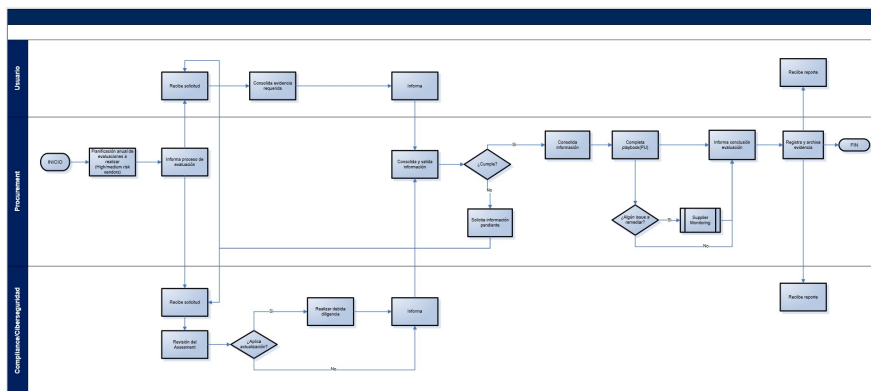 Usuario
Recibe solicitud
Consolida evidencia
requerida
Informa
Recibe reporte
Procurement
INICIO
Planificación anual de
evaluaciones a
realizar
(High/medium risk
vendors)
Informa proceso de
evaluación
Consolida y valida
información
¿Cumple?
Si
No
Solicita información
pendiente
Consolida
información
Completa
playbook(PU)
Informa conclusión
evaluación
Registra y archiva
evidencia
FIN
¿Algún issue a
remediar?
Si
Supplier
Monitoring
No
Compliance/Ciberseguridad
Recibe solicitud
Revisión del
Assesment
¿Aplica
actualización?
Si
No
Realizar debida
diligencia
Informa
Recibe reporte